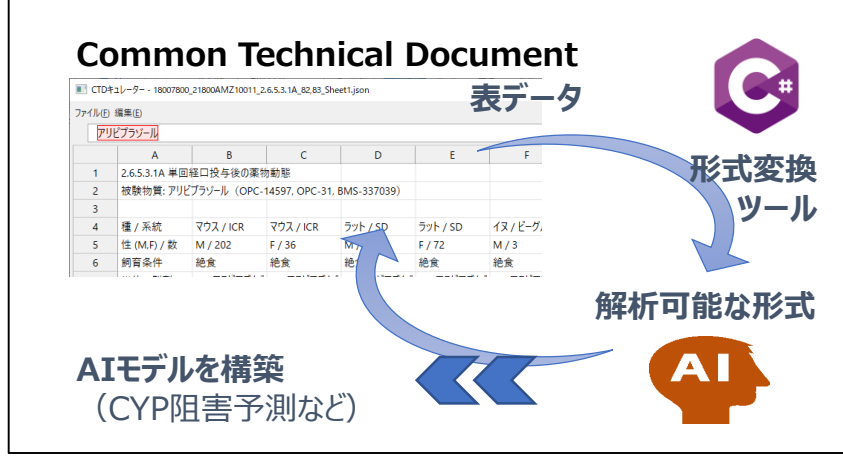 Common Technical Document
CTDキュレーター - 18007800_21800AMZ10011_2.6.5.3.1A_82,83_Sheet1.json
表データ
ファイル(F) 編集(E)
アリピプラゾール
A B C D E F
1 2.6.5.3.1A 単回経口投与後の薬物動態
2 被験物質: アリピプラゾール（OPC-14597, OPC-31, BMS-337039)
3
4 種 / 系統 マウス / ICR マウス / ICR ラット / SD ラット / SD イヌ / ビーグル
5 性 (M,F) / 数 M / 202 F / 36 M / F / 72 M / 3
6 飼育条件 絶食 絶食 絶食 絶食 絶食
C#
形式変換
ツール
解析可能な形式
AI
AIモデルを構築
（CYP阻害予測など）